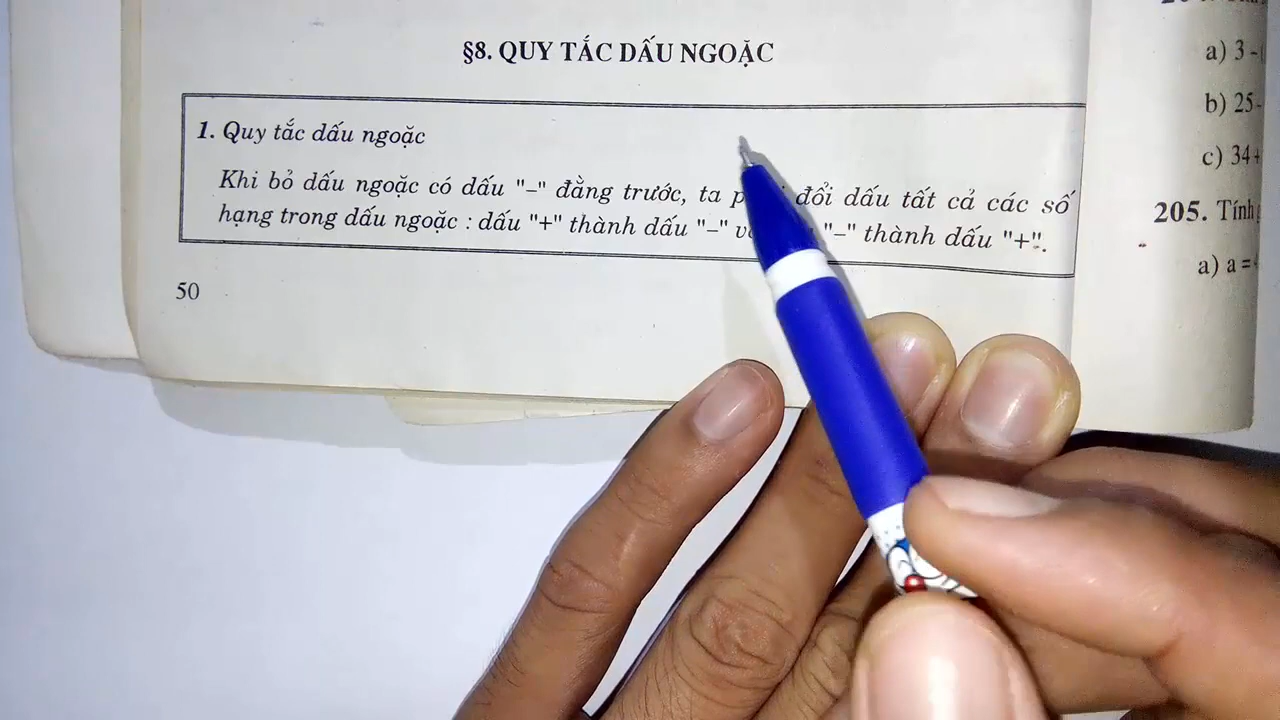 §8. QUY TẮC DẤU NGOẶC
1. Quy tắc dấu ngoặc
Khi bỏ dấu ngoặc có dấu "–" đằng trước, ta đổi dấu tất cả các số
hạng trong dấu ngoặc : dấu "+" thành dấu "–" "–" thành dấu "+".
50
a) 3 -
b) 25 -
c) 34 +
205. Tính
a) a =